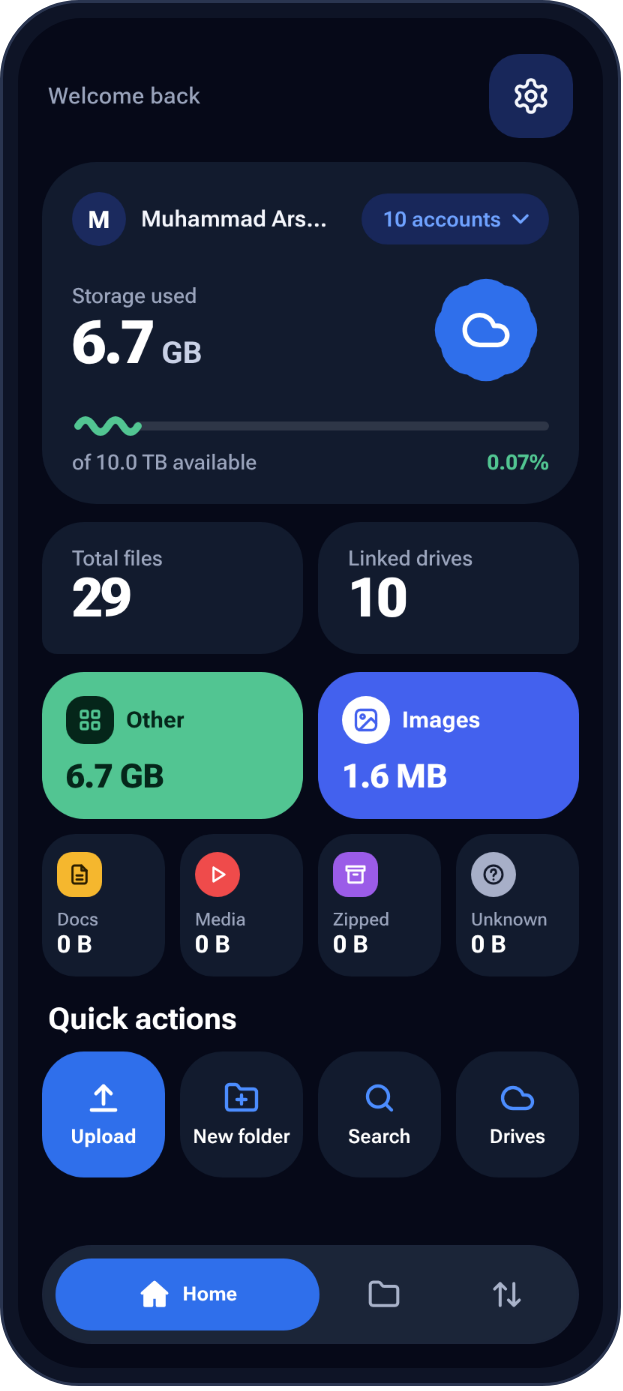 Welcome back
M Muhammad Ars... 10 accounts
Storage used
6.7 GB
of 10.0 TB available 0.07%
Total files Linked drives
29 10
Other Images
6.7 GB 1.6 MB
Docs Media Zipped Unknown
0 B 0 B 0 B 0 B
Quick actions
Upload New folder Search Drives
Home